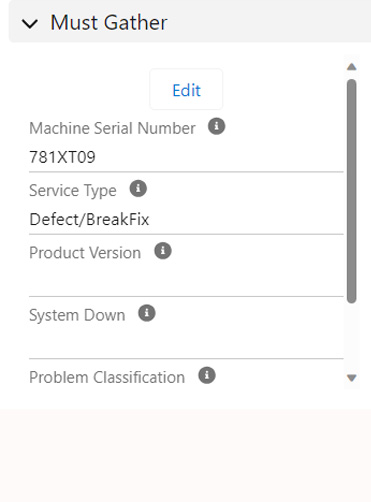 Must Gather
Edit
Machine Serial Number
781XT09
Service Type
Defect/BreakFix
Product Version
System Down
Problem Classification